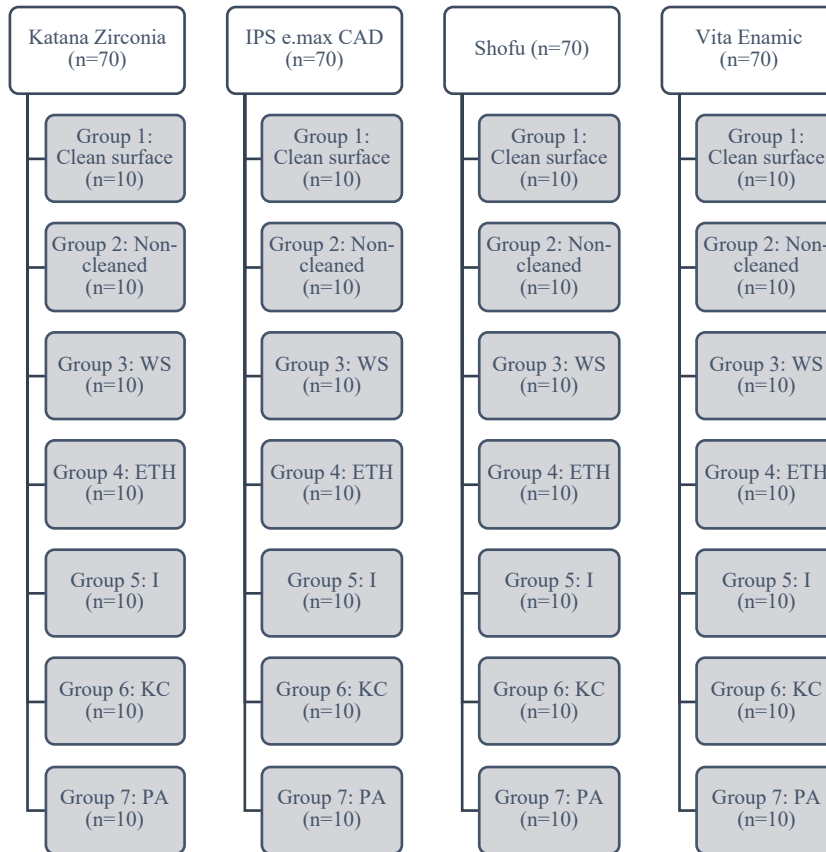 Katana Zirconia
(n=70)
Group 1:
Clean surface
(n=10)
Group 2: Non-
cleaned
(n=10)
Group 3: WS
(n=10)
Group 4: ETH
(n=10)
Group 5: I
(n=10)
Group 6: KC
(n=10)
Group 7: PA
(n=10)
IPS e.max CAD
(n=70)
Group 1:
Clean surface
(n=10)
Group 2: Non-
cleaned
(n=10)
Group 3: WS
(n=10)
Group 4: ETH
(n=10)
Group 5: I
(n=10)
Group 6: KC
(n=10)
Group 7: PA
(n=10)
Shofu (n=70)
Group 1:
Clean surface
(n=10)
Group 2: Non-
cleaned
(n=10)
Group 3: WS
(n=10)
Group 4: ETH
(n=10)
Group 5: I
(n=10)
Group 6: KC
(n=10)
Group 7: PA
(n=10)
Vita Enamic
(n=70)
Group 1:
Clean surface
(n=10)
Group 2: Non-
cleaned
(n=10)
Group 3: WS
(n=10)
Group 4: ETH
(n=10)
Group 5: I
(n=10)
Group 6: KC
(n=10)
Group 7: PA
(n=10)